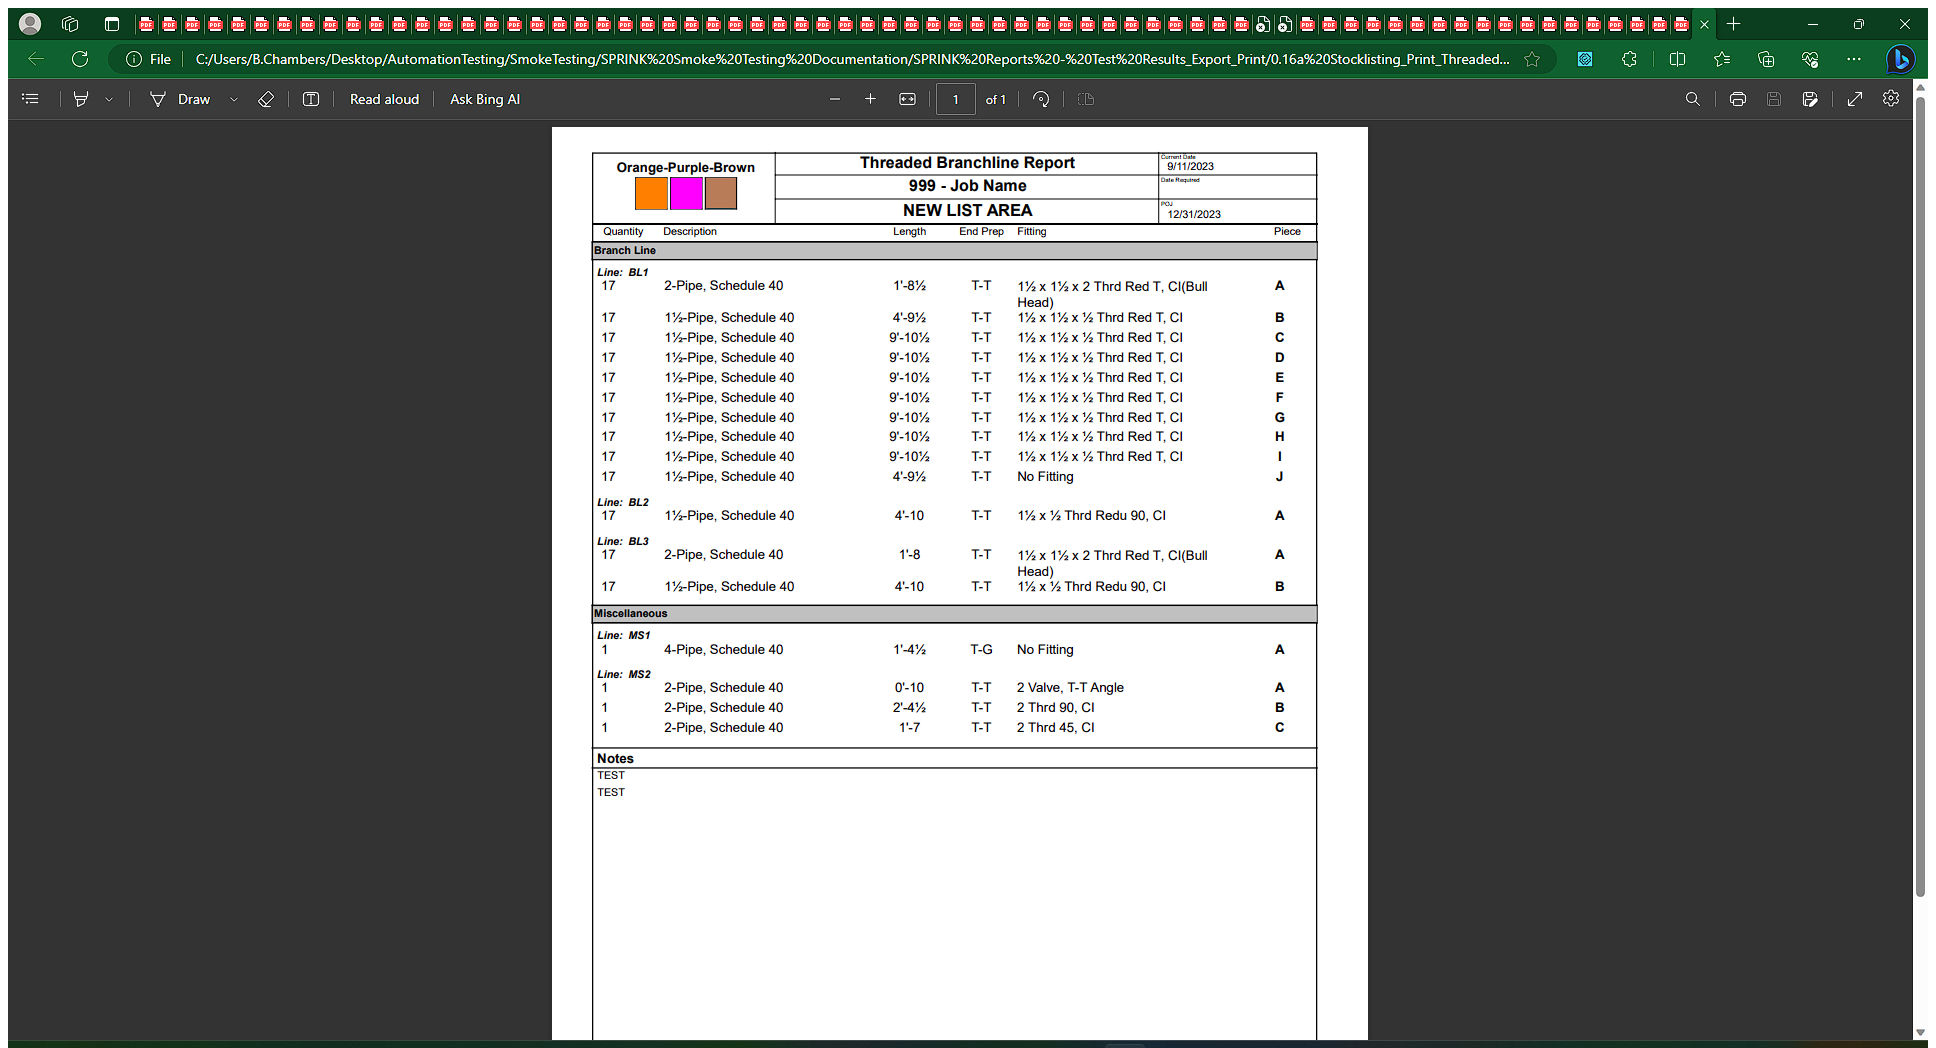 File
C:/Users/B.Chambers/Desktop/AutomationTesting/SmokeTesting/SPRINK%20Smoke%20Testing%20Documentation/SPRINK%20Reports%20-%20Test%20Results_Export_Print/0.16a%20Stocklisting_Print_Threaded...
Draw
Read aloud
Ask Bing AI
1 of 1
Orange-Purple-Brown
Threaded Branchline Report
999 - Job Name
NEW LIST AREA
Current Date
9/11/2023
Date Required
POJ
12/31/2023
Quantity Description Length End Prep Fitting Piece
Branch Line
Line: BL1
17 2-Pipe, Schedule 40 1'-8½ T-T 1½ x 1½ x 2 Thrd Red T, CI(Bull A
Head)
17 1½-Pipe, Schedule 40 4'-9½ T-T 1½ x 1½ x ½ Thrd Red T, CI B
17 1½-Pipe, Schedule 40 9'-10½ T-T 1½ x 1½ x ½ Thrd Red T, CI C
17 1½-Pipe, Schedule 40 9'-10½ T-T 1½ x 1½ x ½ Thrd Red T, CI D
17 1½-Pipe, Schedule 40 9'-10½ T-T 1½ x 1½ x ½ Thrd Red T, CI E
17 1½-Pipe, Schedule 40 9'-10½ T-T 1½ x 1½ x ½ Thrd Red T, CI F
17 1½-Pipe, Schedule 40 9'-10½ T-T 1½ x 1½ x ½ Thrd Red T, CI G
17 1½-Pipe, Schedule 40 9'-10½ T-T 1½ x 1½ x ½ Thrd Red T, CI H
17 1½-Pipe, Schedule 40 9'-10½ T-T 1½ x 1½ x ½ Thrd Red T, CI I
17 1½-Pipe, Schedule 40 4'-9½ T-T No Fitting J
Line: BL2
17 1½-Pipe, Schedule 40 4'-10 T-T 1½ x ½ Thrd Redu 90, CI A
Line: BL3
17 2-Pipe, Schedule 40 1'-8 T-T 1½ x 1½ x 2 Thrd Red T, CI(Bull A
Head)
17 1½-Pipe, Schedule 40 4'-10 T-T 1½ x ½ Thrd Redu 90, CI B
Miscellaneous
Line: MS1
1 4-Pipe, Schedule 40 1'-4½ T-G No Fitting A
Line: MS2
1 2-Pipe, Schedule 40 0'-10 T-T 2 Valve, T-T Angle A
1 2-Pipe, Schedule 40 2'-4½ T-T 2 Thrd 90, CI B
1 2-Pipe, Schedule 40 1'-7 T-T 2 Thrd 45, CI C
Notes
TEST
TEST